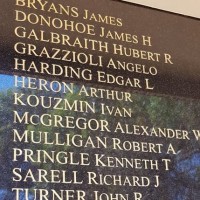 BRYANS JAMES
DONOHOE JAMES H
GALBRAITH HUBERT R
GRAZZIOLI ANGELO
HARDING EDGAR L
HERON ARTHUR
KOUZMIN IVAN
MCGREGOR ALEXANDER W
MULLIGAN ROBERT A
PRINGLE KENNETH T
SARELL RICHARD J
TURNER JOHN R